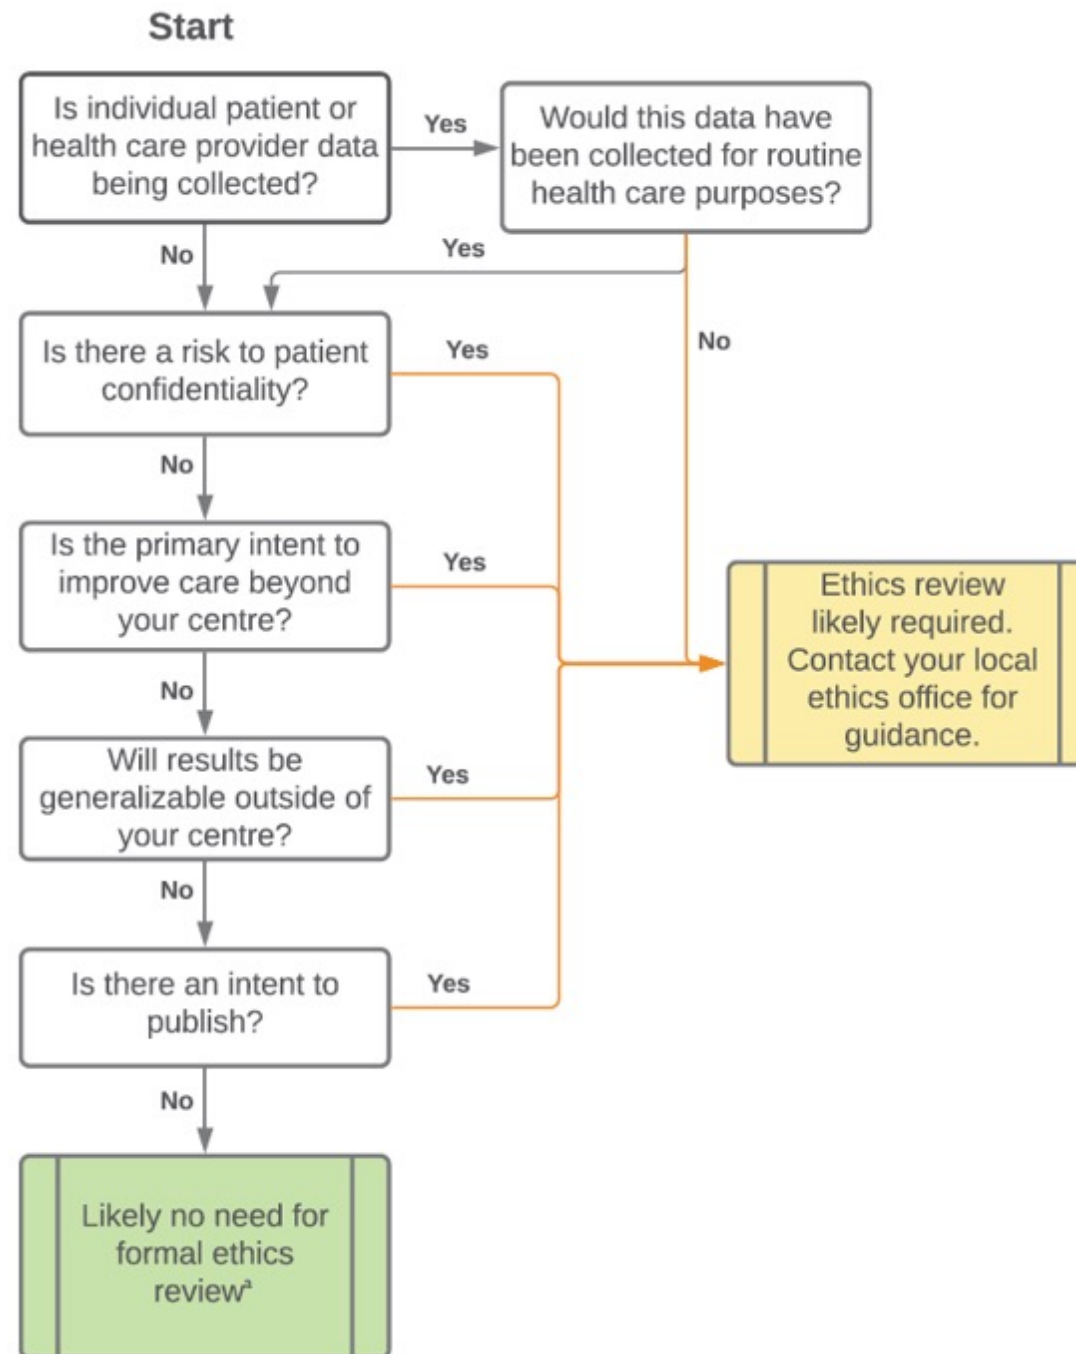 Start
Is individual patient or
health care provider data
being collected?
Yes
Would this data have
been collected for routine
health care purposes?
No
Yes
No
Is there a risk to patient
confidentiality?
Yes
No
Is the primary intent to
improve care beyond
your centre?
Yes
Ethics review
likely required.
Contact your local
ethics office for
guidance.
No
Will results be
generalizable outside of
your centre?
Yes
No
Is there an intent to
publish?
Yes
No
Likely no need for
formal ethics
reviewª